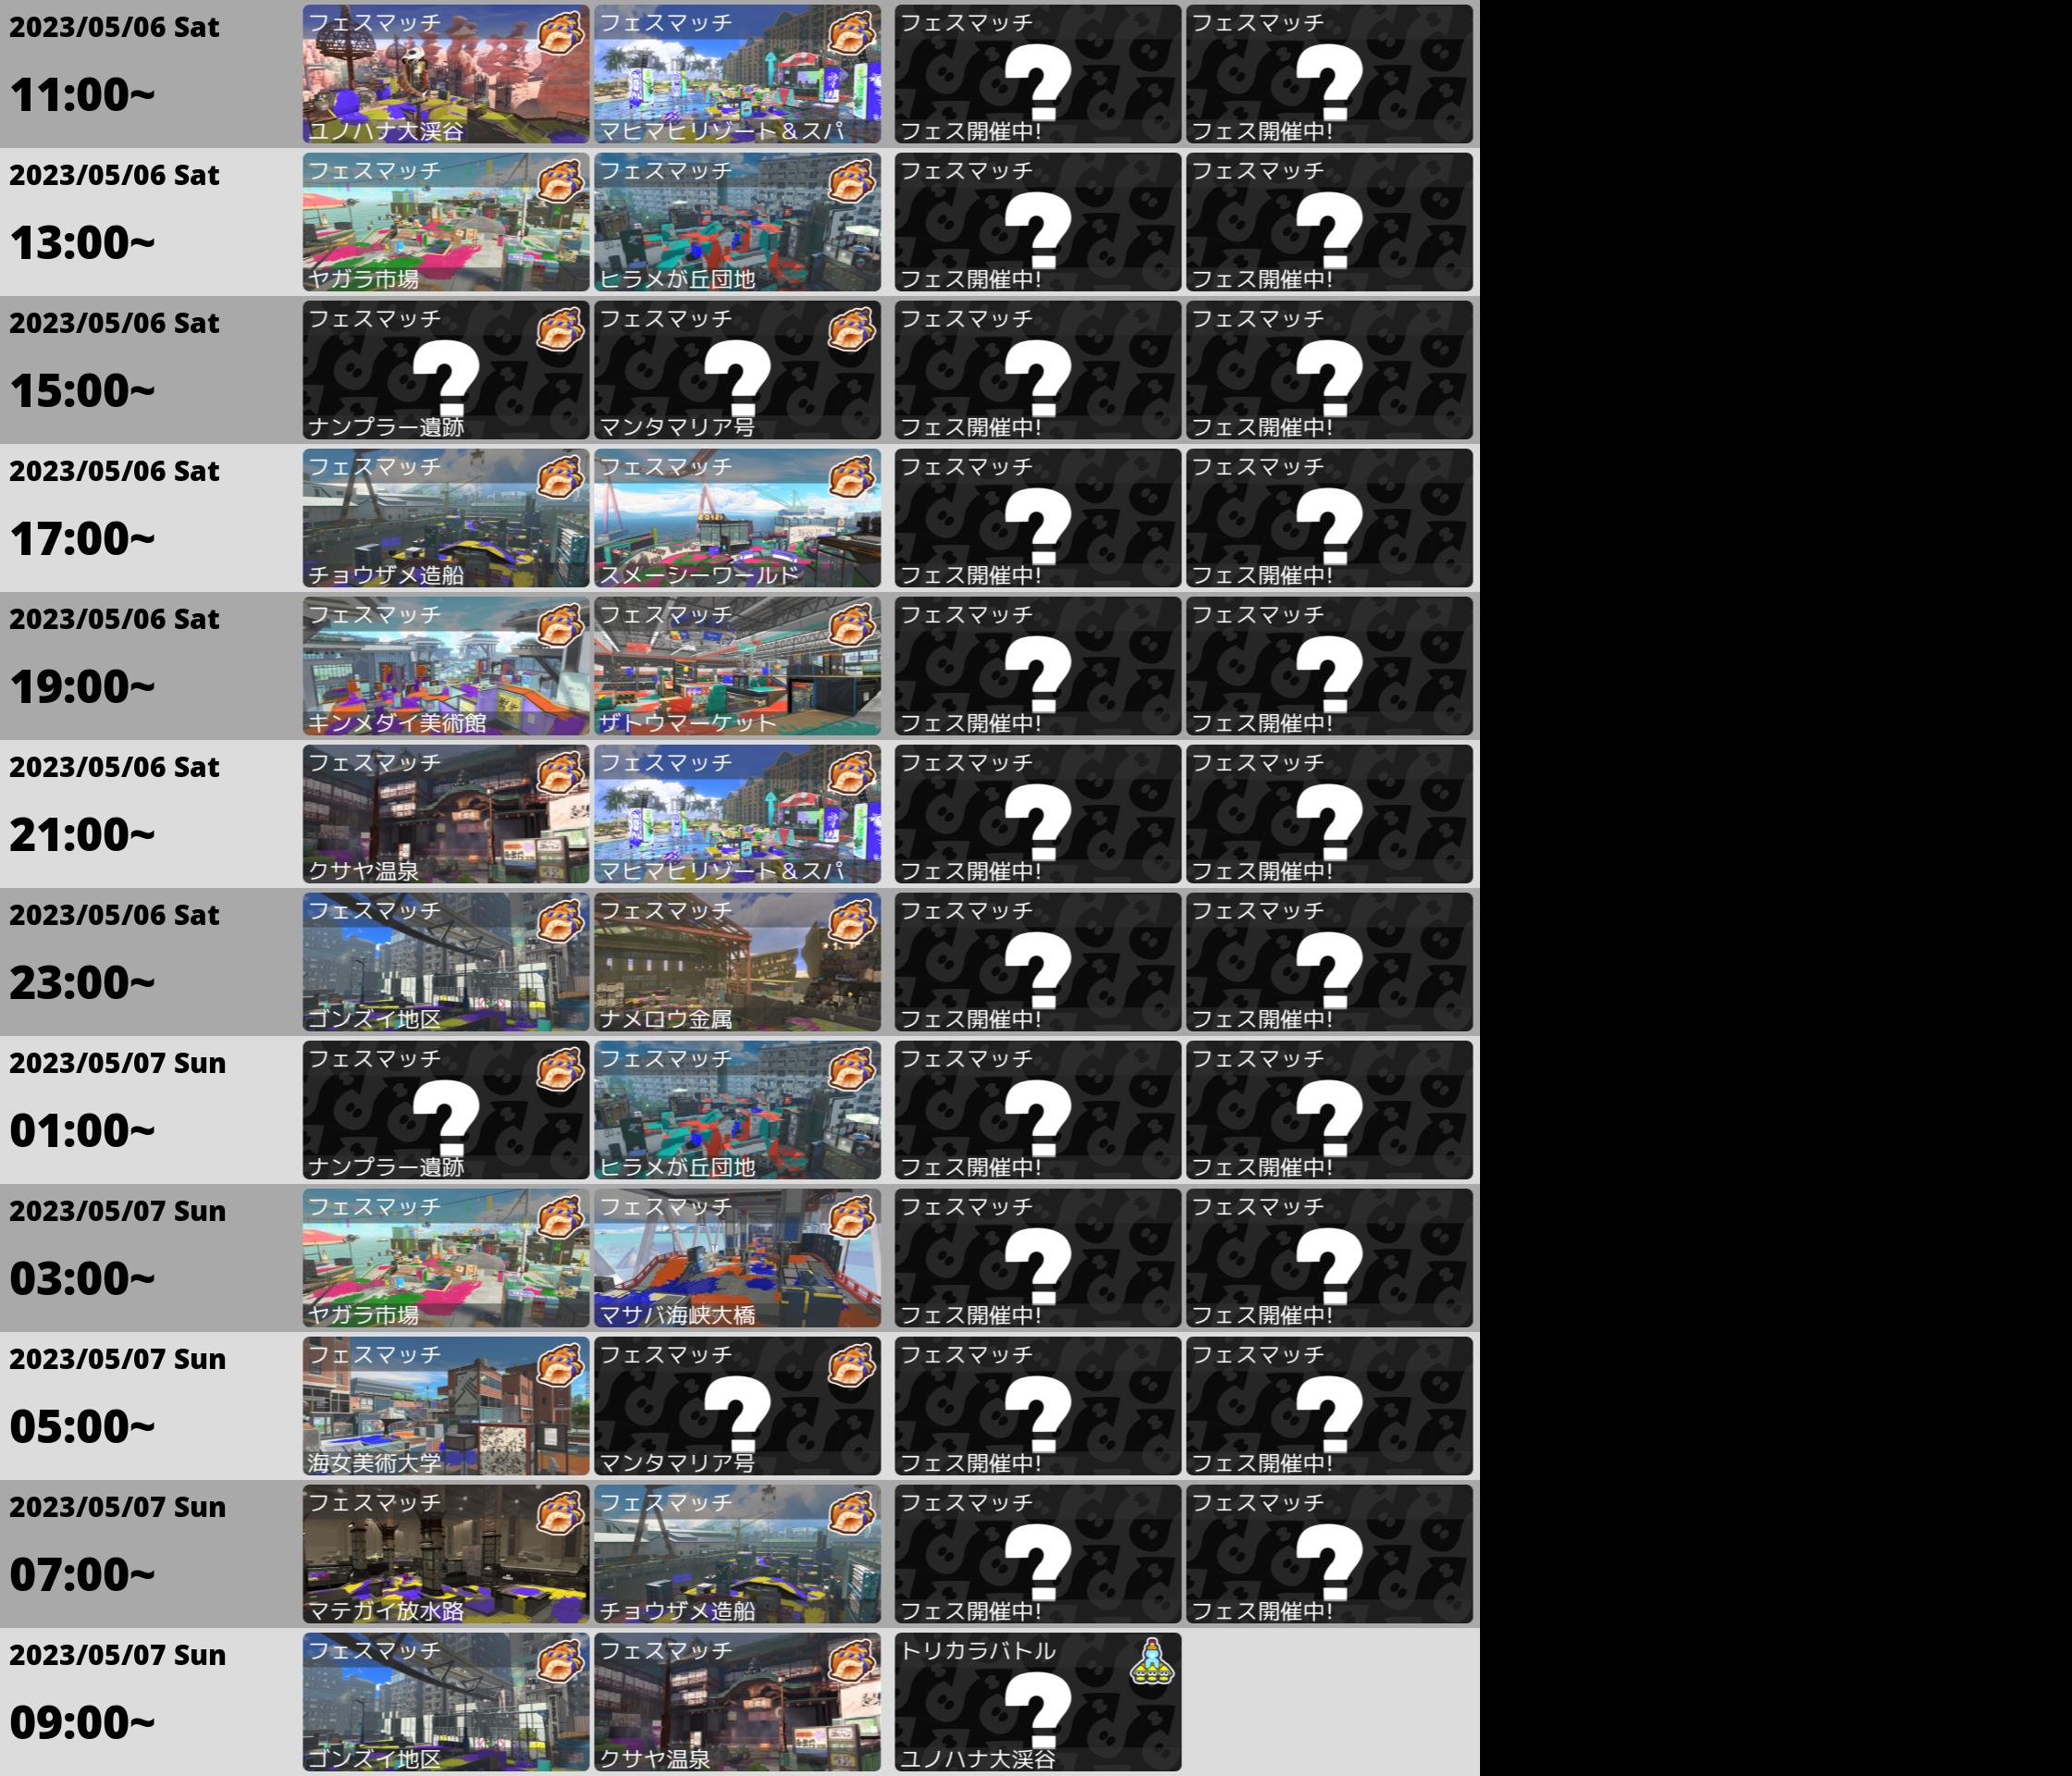 2023/05/06 Sat
11:00~
フェスマッチ
ユノハナ大渓谷
フェスマッチ
マヒマヒリゾート＆スパ
フェスマッチ
フェス開催中!
フェスマッチ
フェス開催中!
2023/05/06 Sat
13:00~
フェスマッチ
ヤガラ市場
フェスマッチ
ヒラメが丘団地
フェスマッチ
フェス開催中!
フェスマッチ
フェス開催中!
2023/05/06 Sat
15:00~
フェスマッチ
?
ナンプラー遺跡
フェスマッチ
?
マンタマリア号
フェスマッチ
フェス開催中!
フェスマッチ
フェス開催中!
2023/05/06 Sat
17:00~
フェスマッチ
チョウザメ造船
フェスマッチ
スメーシーワールド
フェスマッチ
フェス開催中!
フェスマッチ
フェス開催中!
2023/05/06 Sat
19:00~
フェスマッチ
キンメダイ美術館
フェスマッチ
ザトウマーケット
フェスマッチ
フェス開催中!
フェスマッチ
フェス開催中!
2023/05/06 Sat
21:00~
フェスマッチ
クサヤ温泉
フェスマッチ
マヒマヒリゾート＆スパ
フェスマッチ
フェス開催中!
フェスマッチ
フェス開催中!
2023/05/06 Sat
23:00~
フェスマッチ
ゴンズイ地区
フェスマッチ
ナメロウ金属
フェスマッチ
フェス開催中!
フェスマッチ
フェス開催中!
2023/05/07 Sun
01:00~
フェスマッチ
?
ナンプラー遺跡
フェスマッチ
ヒラメが丘団地
フェスマッチ
フェス開催中!
フェスマッチ
フェス開催中!
2023/05/07 Sun
03:00~
フェスマッチ
ヤガラ市場
フェスマッチ
マサバ海峡大橋
フェスマッチ
フェス開催中!
フェスマッチ
フェス開催中!
2023/05/07 Sun
05:00~
フェスマッチ
海女美術大学
フェスマッチ
?
マンタマリア号
フェスマッチ
フェス開催中!
フェスマッチ
フェス開催中!
2023/05/07 Sun
07:00~
フェスマッチ
マテガイ放水路
フェスマッチ
チョウザメ造船
フェスマッチ
フェス開催中!
フェスマッチ
フェス開催中!
2023/05/07 Sun
09:00~
フェスマッチ
ゴンズイ地区
フェスマッチ
クサヤ温泉
トリカラバトル
?
ユノハナ大渓谷